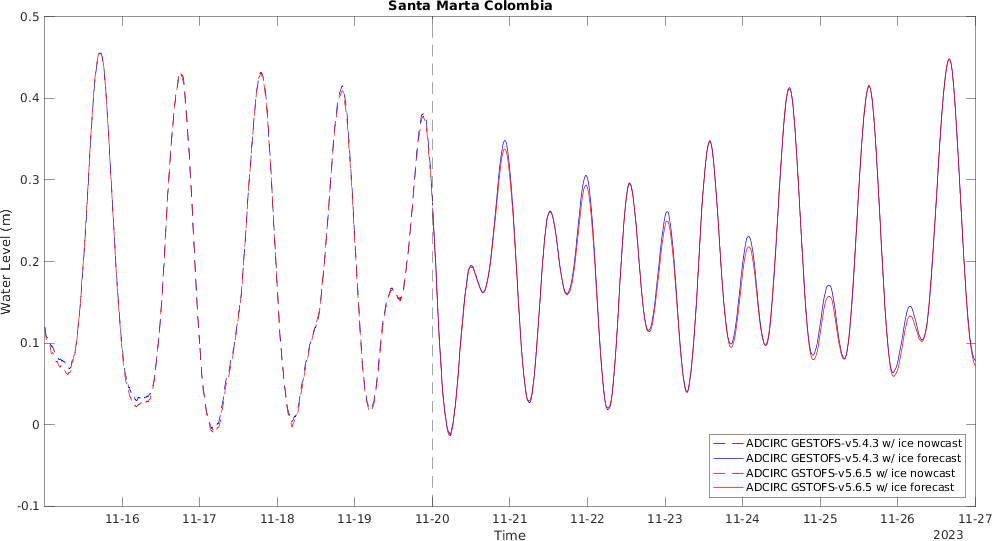 Santa Marta Colombia
0.5
0.4
0.3
0.2
0.1
0
-0.1
Water Level (m)
ADCIRC GESTOFS-v5.4.3 w/ ice nowcast
ADCIRC GESTOFS-v5.4.3 w/ ice forecast
ADCIRC GSTOFS-v5.6.5 w/ ice nowcast
ADCIRC GSTOFS-v5.6.5 w/ ice forecast
11-16 11-17 11-18 11-19 11-20 11-21 11-22 11-23 11-24 11-25 11-26 11-27
Time
2023